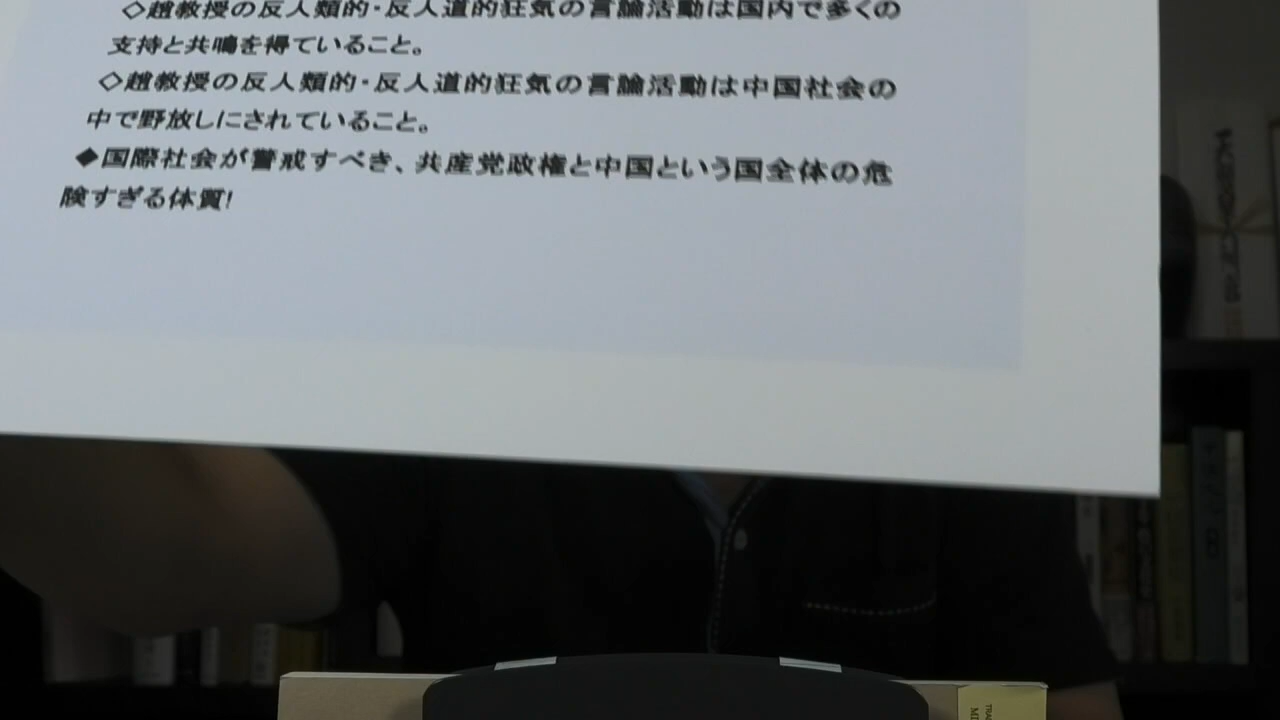 ◇趙教授の反人類的・反人道的狂気の言論活動は国内で多くの
支持と共鳴を得ていること。
◇趙教授の反人類的・反人道的狂気の言論活動は中国社会の
中で野放しにされていること。
◆国際社会が警戒すべき、共産党政権と中国という国全体の危
険すぎる体質!